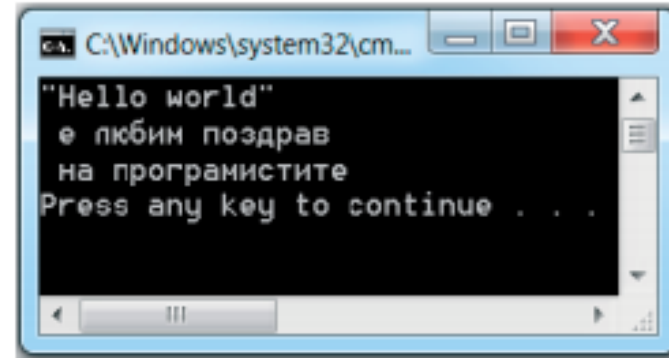 C:\Windows\system32\cm...
"Hello world"
е любим поздрав
на програмистите
Press any key to continue . . .